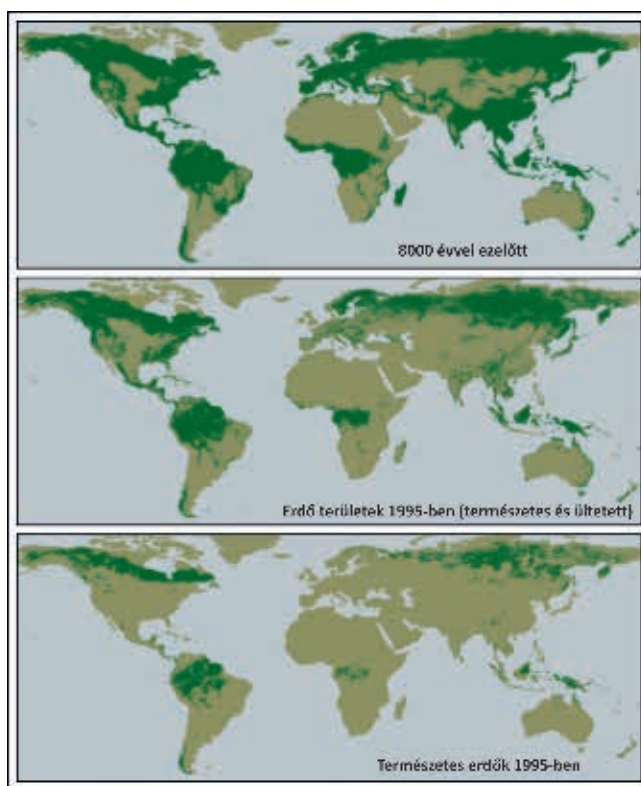 8000 évvel ezelőtt
Erdő területek 1995-ben (természetes és ültetett)
Természetes erdők 1995-ben